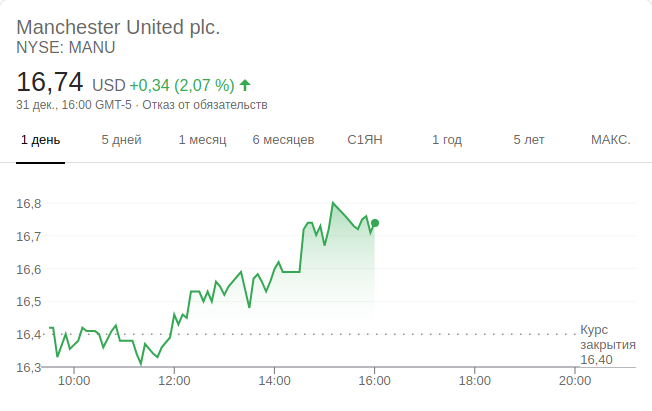 Manchester United plc.
NYSE: MANU
16,74 USD +0,34 (2,07 %)
31 дек., 16:00 GMT-5 · Отказ от обязательств
1 день 5 дней 1 месяц 6 месяцев С1ЯН 1 год 5 лет МАКС.
16,8
16,7
16,6
16,5
16,4
Курс
закрытия
16,40
16,3
10:00 12:00 14:00 16:00 18:00 20:00